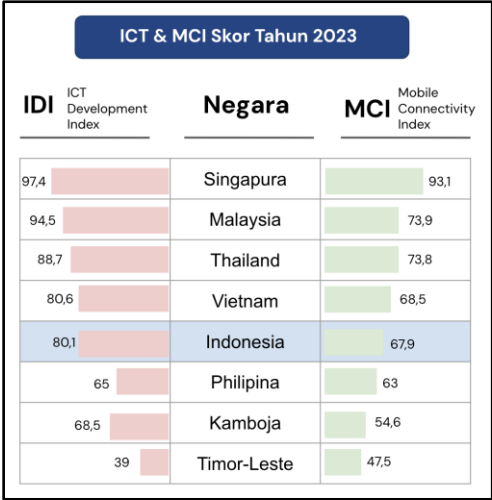 ICT & MCI Skor Tahun 2023
IDI ICT Development Index
Negara
MCI Mobile Connectivity Index
97,4 Singapura 93,1
94,5 Malaysia 73,9
88,7 Thailand 73,8
80,6 Vietnam 68,5
80,1 Indonesia 67,9
65 Philipina 63
68,5 Kamboja 54,6
39 Timor-Leste 47,5